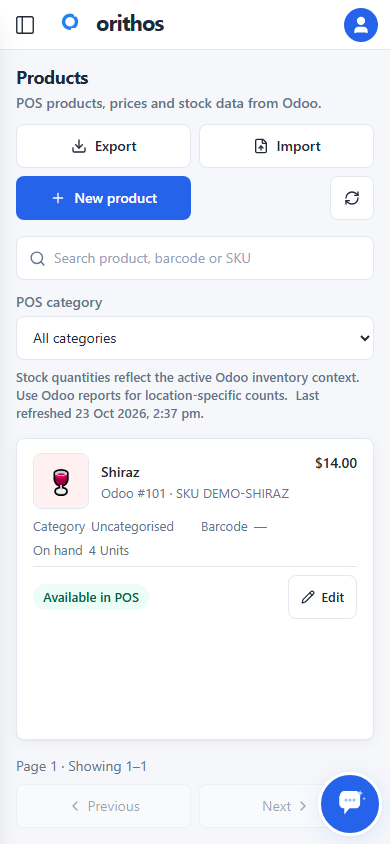 orithos
Products
POS products, prices and stock data from Odoo.
Export
Import
New product
Search product, barcode or SKU
POS category
All categories
Stock quantities reflect the active Odoo inventory context.
Use Odoo reports for location-specific counts. Last
refreshed 23 Oct 2026, 2:37 pm.
Shiraz
$14.00
Odoo #101 · SKU DEMO-SHIRAZ
Category Uncategorised Barcode —
On hand 4 Units
Available in POS
Edit
Page 1 · Showing 1–1
Previous
Next